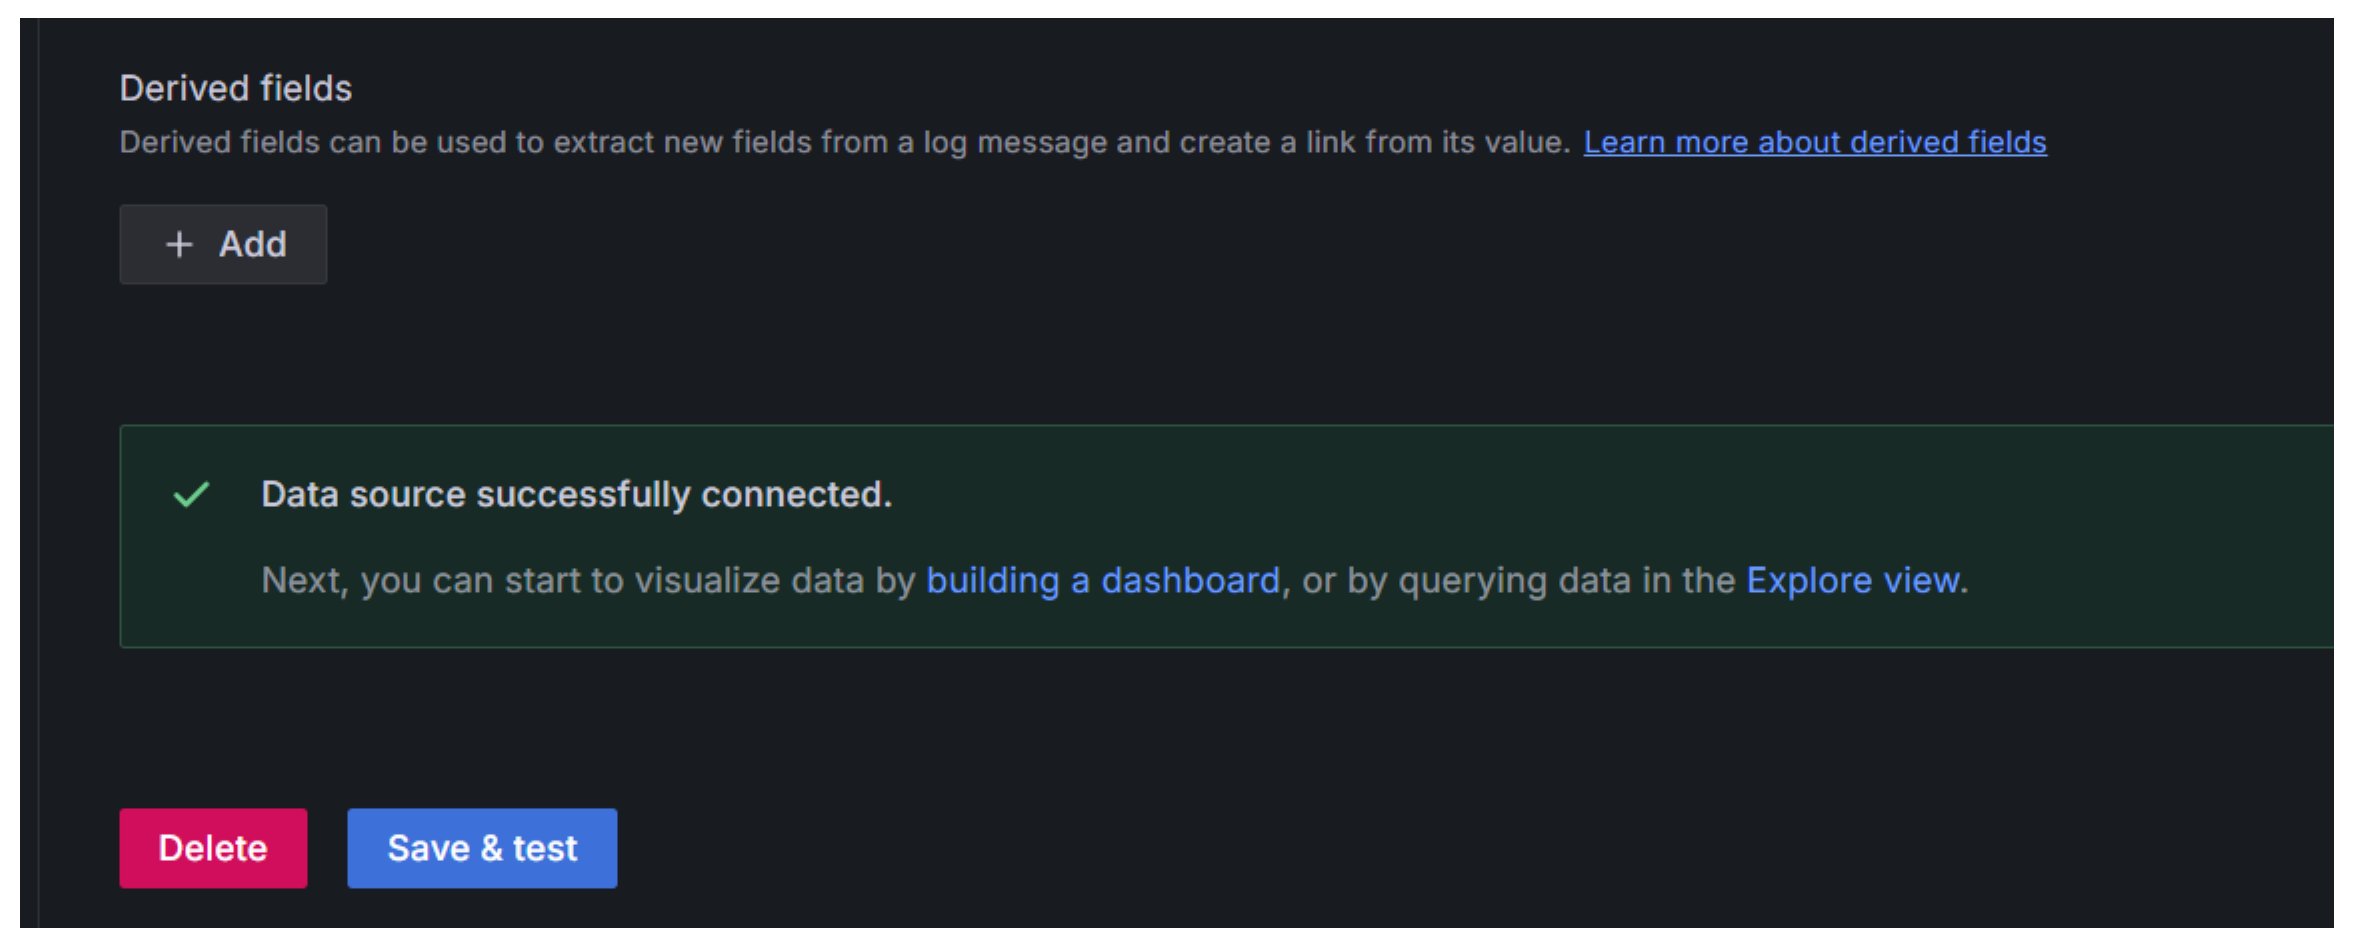 Derived fields
Derived fields can be used to extract new fields from a log message and create a link from its value. Learn more about derived fields
+ Add
Data source successfully connected.
Next, you can start to visualize data by building a dashboard, or by querying data in the Explore view.
Delete Save & test